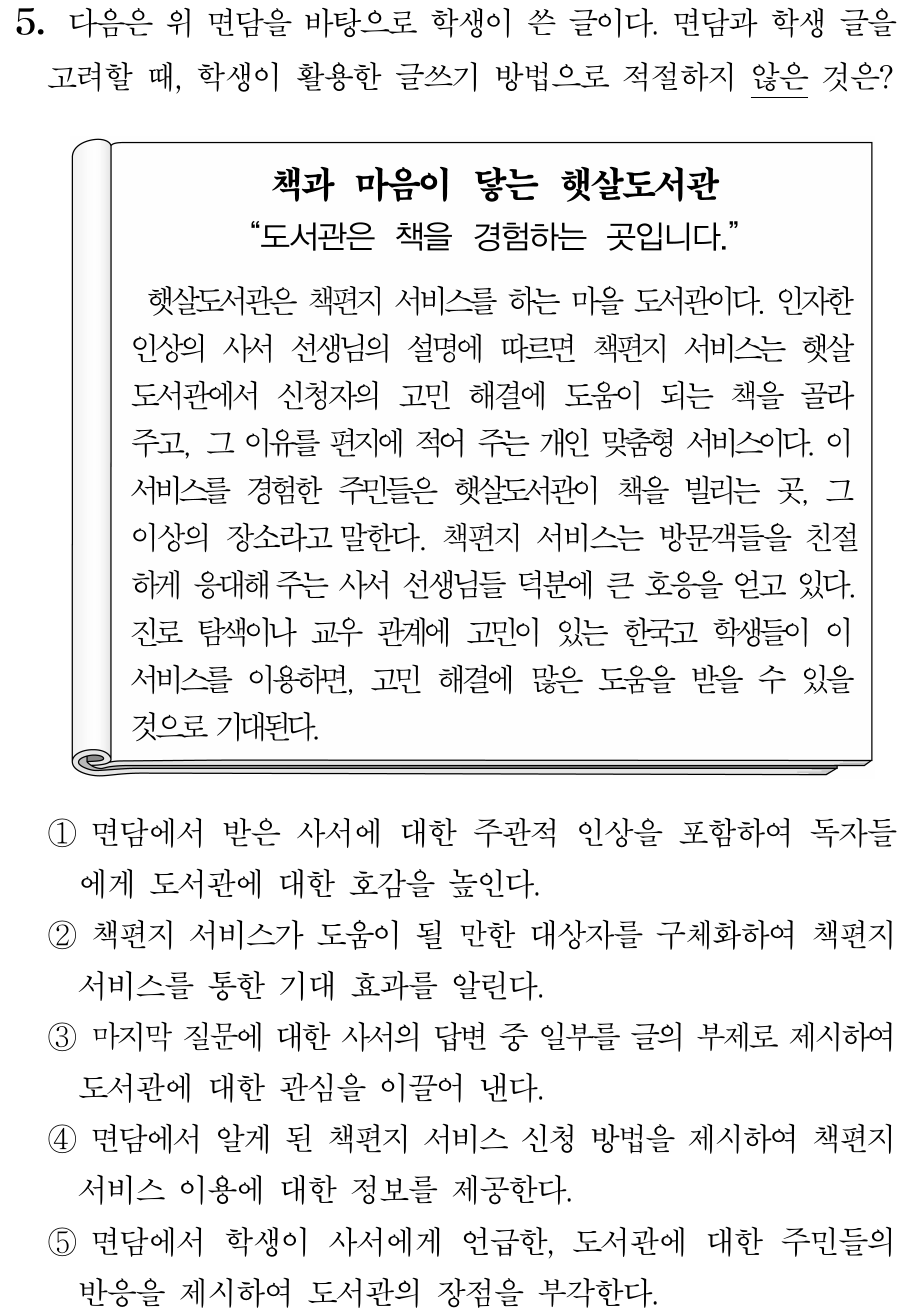 5. 다음은 위 면담을 바탕으로 학생이 쓴 글이다. 면담과 학생 글을
고려할 때, 학생이 활용한 글쓰기 방법으로 적절하지 않은 것은?
책과 마음이 닿는 햇살도서관
“도서관은 책을 경험하는 곳입니다.”
햇살도서관은 책편지 서비스를 하는 마을 도서관이다. 인자한
인상의 사서 선생님의 설명에 따르면 책편지 서비스는 햇살
도서관에서 신청자의 고민 해결에 도움이 되는 책을 골라
주고, 그 이유를 편지에 적어 주는 개인 맞춤형 서비스이다. 이
서비스를 경험한 주민들은 햇살도서관이 책을 빌리는 곳, 그
이상의 장소라고 말한다. 책편지 서비스는 방문객들을 친절
하게 응대해 주는 사서 선생님들 덕분에 큰 호응을 얻고 있다.
진로 탐색이나 교우 관계에 고민이 있는 한국고 학생들이 이
서비스를 이용하면, 고민 해결에 많은 도움을 받을 수 있을
것으로 기대된다.
① 면담에서 받은 사서에 대한 주관적 인상을 포함하여 독자들
에게 도서관에 대한 호감을 높인다.
② 책편지 서비스가 도움이 될 만한 대상자를 구체화하여 책편지
서비스를 통한 기대 효과를 알린다.
③ 마지막 질문에 대한 사서의 답변 중 일부를 글의 부제로 제시하여
도서관에 대한 관심을 이끌어 낸다.
④ 면담에서 알게 된 책편지 서비스 신청 방법을 제시하여 책편지
서비스 이용에 대한 정보를 제공한다.
⑤ 면담에서 학생이 사서에게 언급한, 도서관에 대한 주민들의
반응을 제시하여 도서관의 장점을 부각한다.